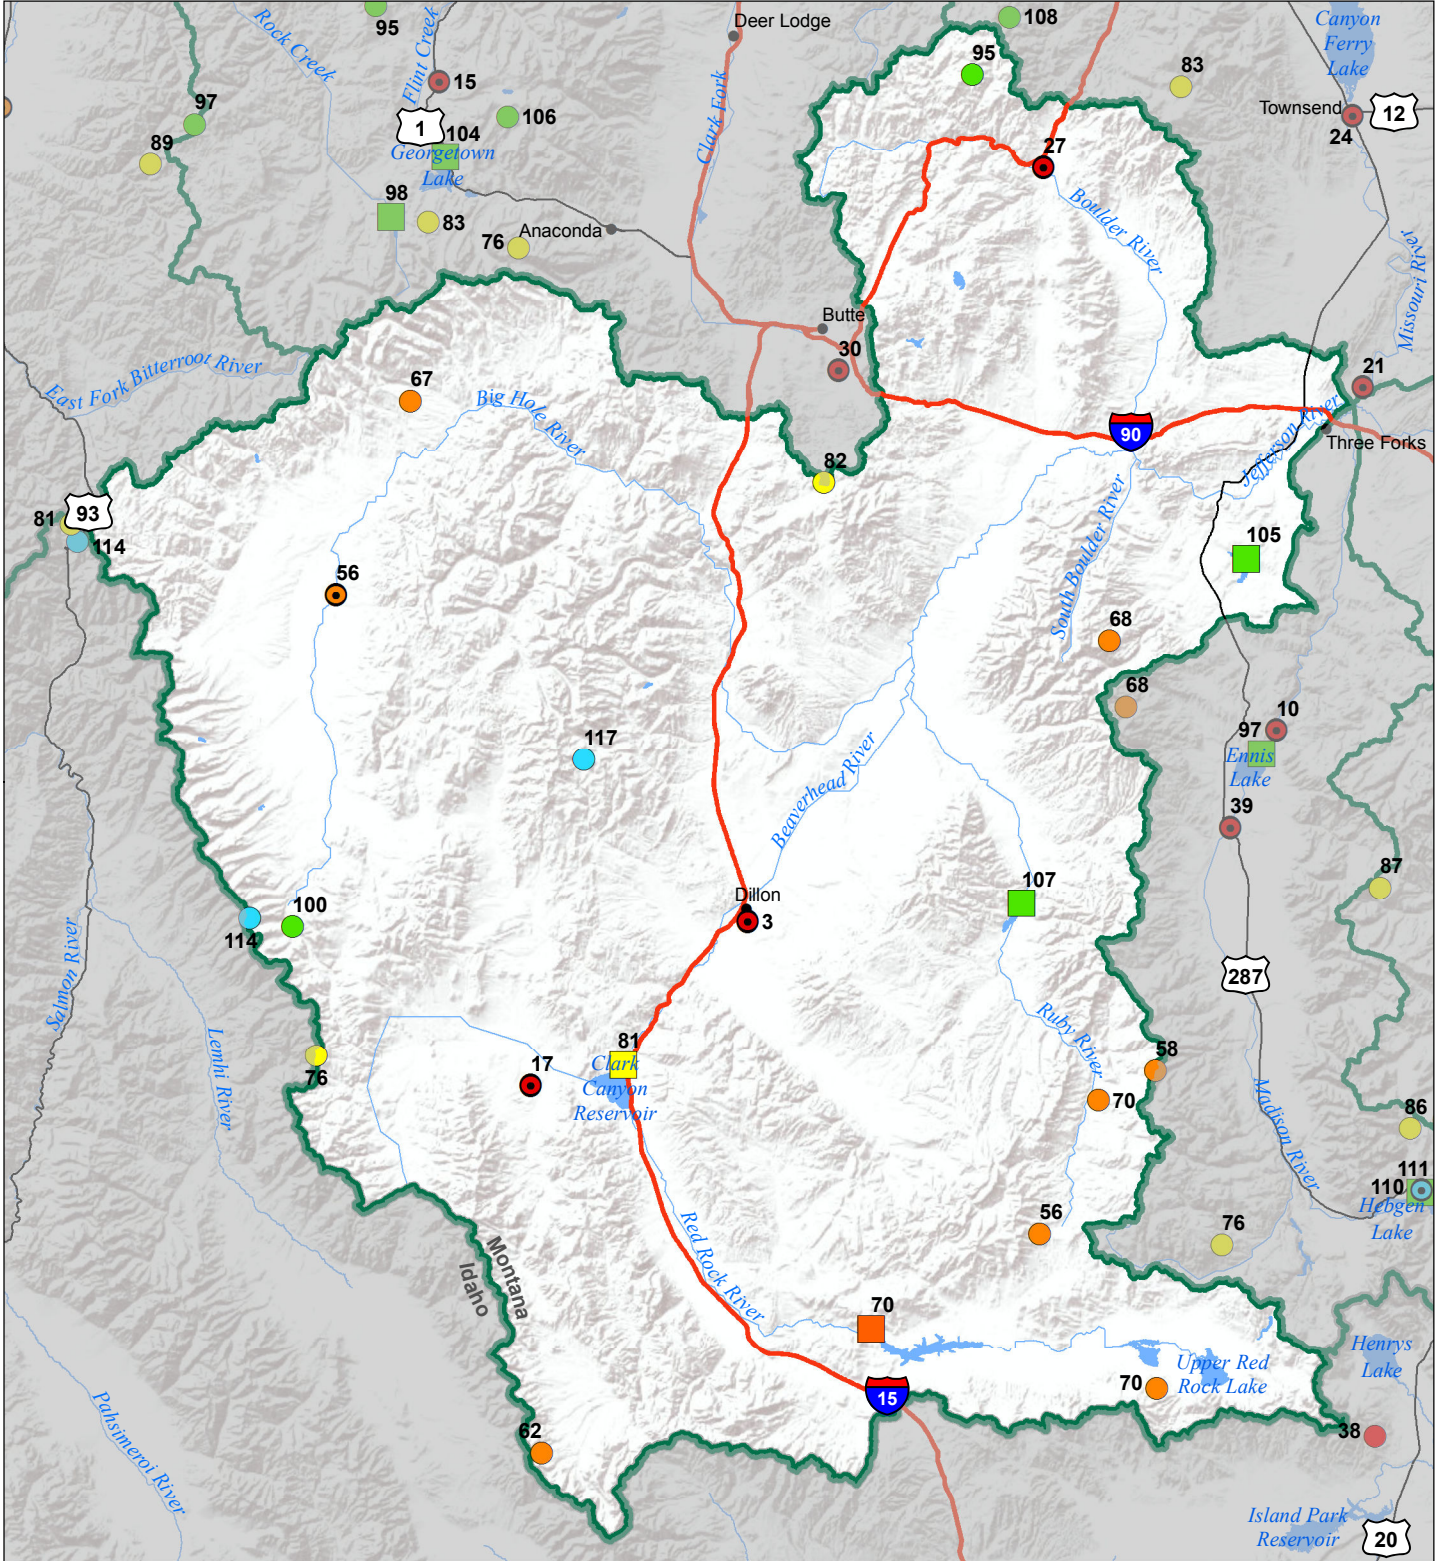 95
Rock Creek
Flint Creek
15
1
104
Georgetown
Lake
106
97
89
98
83
76
Anaconda
Deer Lodge
Clark Fork
108
95
83
Canyon
Ferry
Lake
Townsend
12
24
27
Boulder River
Missouri River
Butte
30
21
East Fork Bitterroot River
67
Big Hole River
90
Jefferson River
Three Forks
82
81
93
114
South Boulder River
105
56
68
68
10
97
Ennis
Lake
117
Beaverhead River
39
87
Dillon
3
107
100
114
Salmon River
Lemhi River
287
Ruby River
76
17
81
Clark
Canyon
Reservoir
58
70
Madison River
86
111
110
Hebgen
Lake
56
76
Red Rock River
Montana
Idaho
70
15
Upper Red
Rock Lake
70
Henrys
Lake
38
62
Pahsimeroi River
Island Park
Reservoir
20